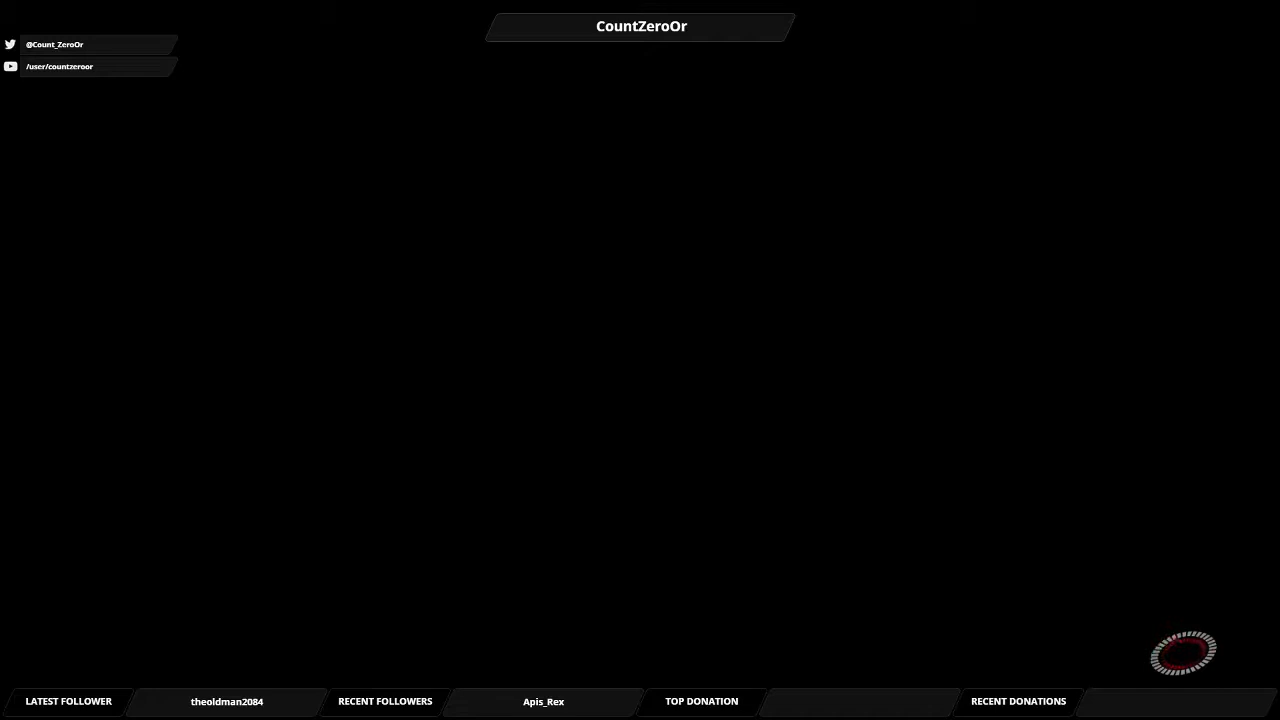 CountZeroOr
@Count_ZeroOr
/user/countzeroor
LATEST FOLLOWER theoldman2084 RECENT FOLLOWERS Apis_Rex TOP DONATION RECENT DONATIONS